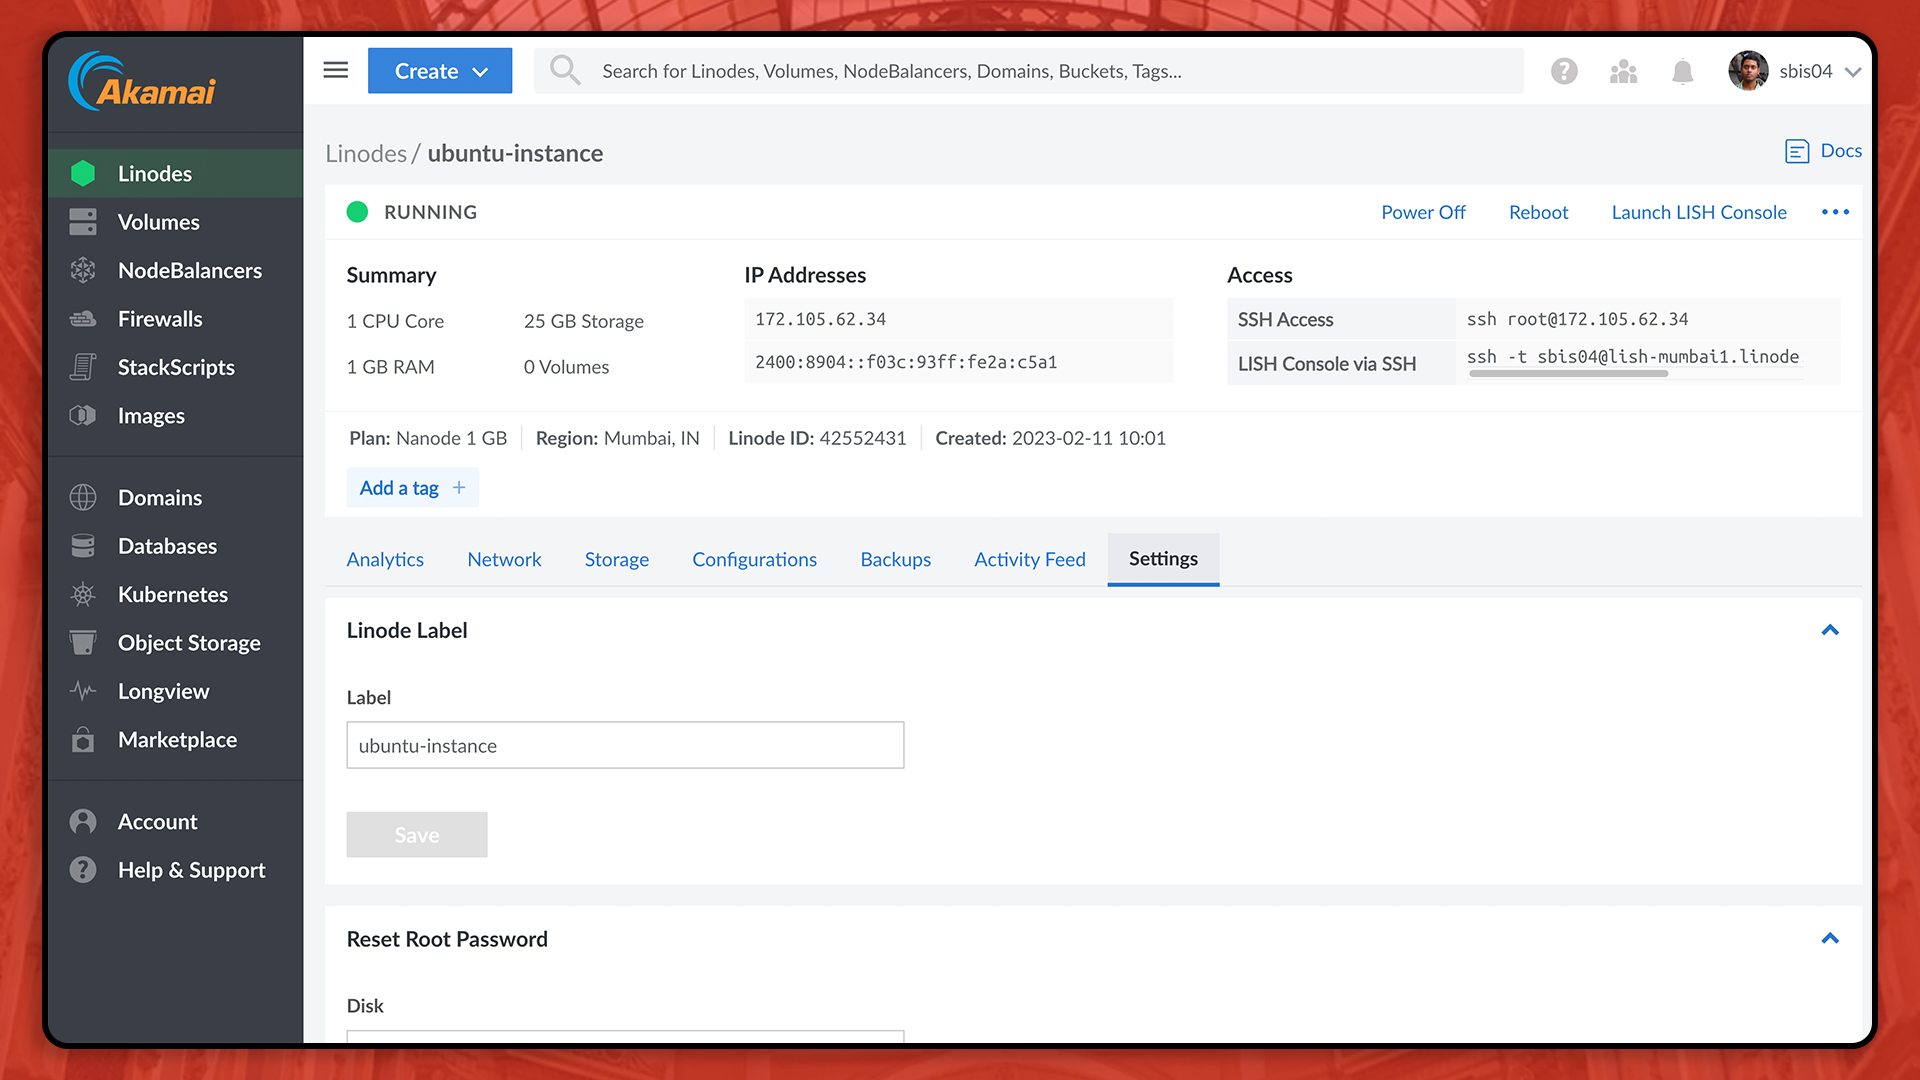 Akamai
Create
Search for Linodes, Volumes, NodeBalancers, Domains, Buckets, Tags...
?
sbis04
Linodes
Volumes
NodeBalancers
Firewalls
StackScripts
Images
Domains
Databases
Kubernetes
Object Storage
Longview
Marketplace
Account
? Help & Support
Linodes / ubuntu-instance
Docs
RUNNING
Power Off Reboot Launch LISH Console ...
Summary
1 CPU Core 25 GB Storage
1 GB RAM 0 Volumes
IP Addresses
172.105.62.34
2400:8904::f03c:93ff:fe2a:c5a1
Access
SSH Access ssh root@172.105.62.34
LISH Console via SSH ssh -t sbis04@lish-mumbai1.linode
Plan: Nanode 1 GB Region: Mumbai, IN Linode ID: 42552431 Created: 2023-02-11 10:01
Add a tag +
Analytics Network Storage Configurations Backups Activity Feed Settings
Linode Label
Label
ubuntu-instance
Save
Reset Root Password
Disk